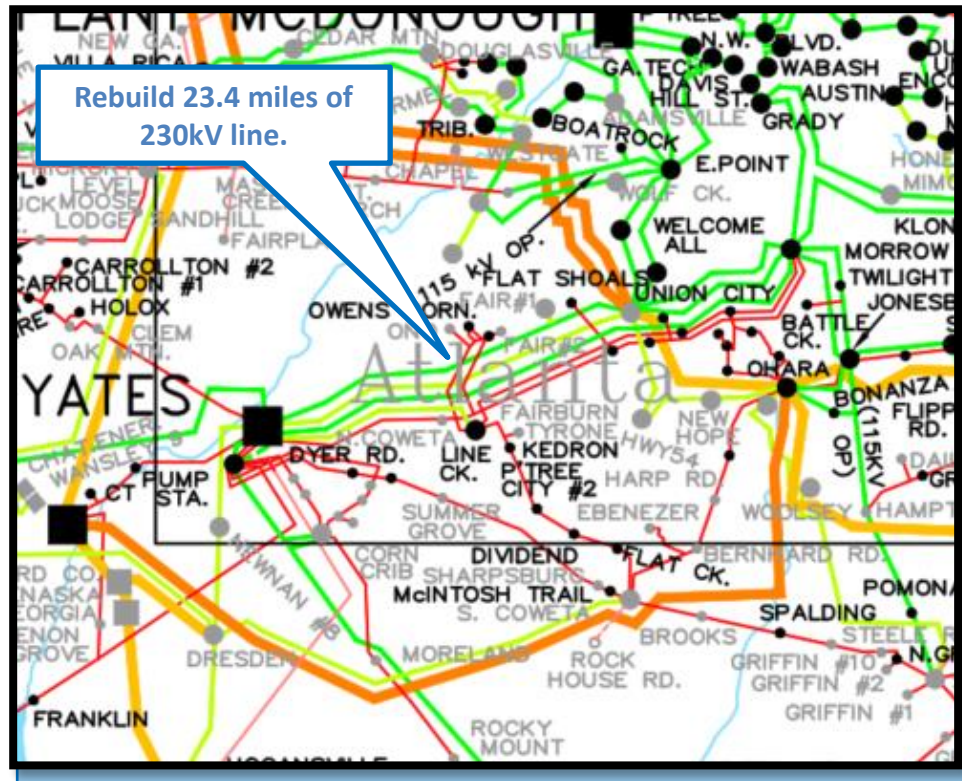 PLANT MCDONOUGH
P'TREE
NEW GA.
CEDAR MTN.
DOUGLASVILLE
N.W.
BLVD.
VILLA RICA
GA.TECH
WABASH
DAVIS
AUSTIN
HILL ST.
ADAMSVILLE
GRADY
Rebuild 23.4 miles of
230kV line.
TRIB.
BOATROCK
WESTGATE
E.POINT
HICKORY
LEVEL
CHAPEL
WOLF CK.
MOOSE
LODGE
SANDHILL
FAIRPLAY
WELCOME
ALL
115 KV OP.
MORROW
TWILIGHT
CARROLLTON #2
CARROLLTON #1
HOLOX
FLAT SHOALS
FAIR#1
UNION CITY
OWENS CORN.
CLEM
OAK MTN.
FAIR#2
BATTLE
CK.
Atlanta
OHARA
YATES
BONANZA
(115KV
OP)
FLIPP
RD.
FAIRBURN
TYRONE
NEW
HOPE
HWY54
N.COWETA
LINE
CK.
KEDRON
P'TREE
CITY #2
DYER RD.
WANSLEY
PUMP
STA.
CT
HARP RD
SUMMER
GROVE
EBENEZER
WOOLSEY
HAMPT
NEWNAN #8
CORN
CRIB
DIVIDEND
FLAT CK.
BERNHARD RD.
SHARPSBURG
McINTOSH TRAIL
S. COWETA
POMONA
SPALDING
BROOKS
DRESDEN
MORELAND
ROCK
HOUSE RD.
GRIFFIN #10
GRIFFIN #2
GRIFFIN #1
FRANKLIN
ROCKY
MOUNT